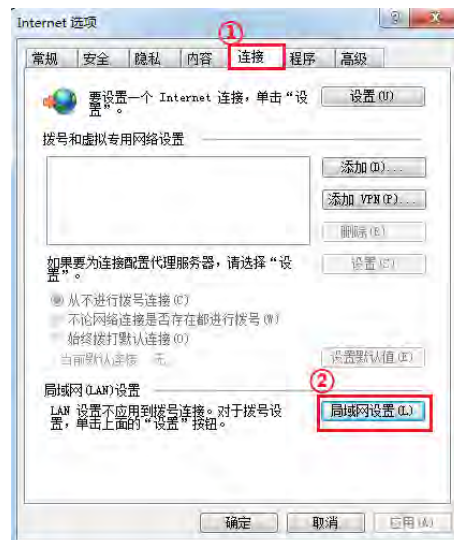 Internet 选项
①
常规 安全 隐私 内容 连接 程序 高级
要设置一个 Internet 连接，单击“设
置”。
设置(U)
拨号和虚拟专用网络设置
添加(D)...
添加 VPN(P)...
删除(R)
如果要为连接配置代理服务器，请选择“设
置”。
设置(S)
从不进行拨号连接(C)
不论网络连接是否存在都进行拨号(W)
始终拨打默认连接(O)
当前默认连接 无
设置默认值(E)
局域网(LAN)设置
②
LAN 设置不应用到拨号连接。对于拨号设
置，单击上面的“设置”按钮。
局域网设置(L)
确定 取消 应用(A)